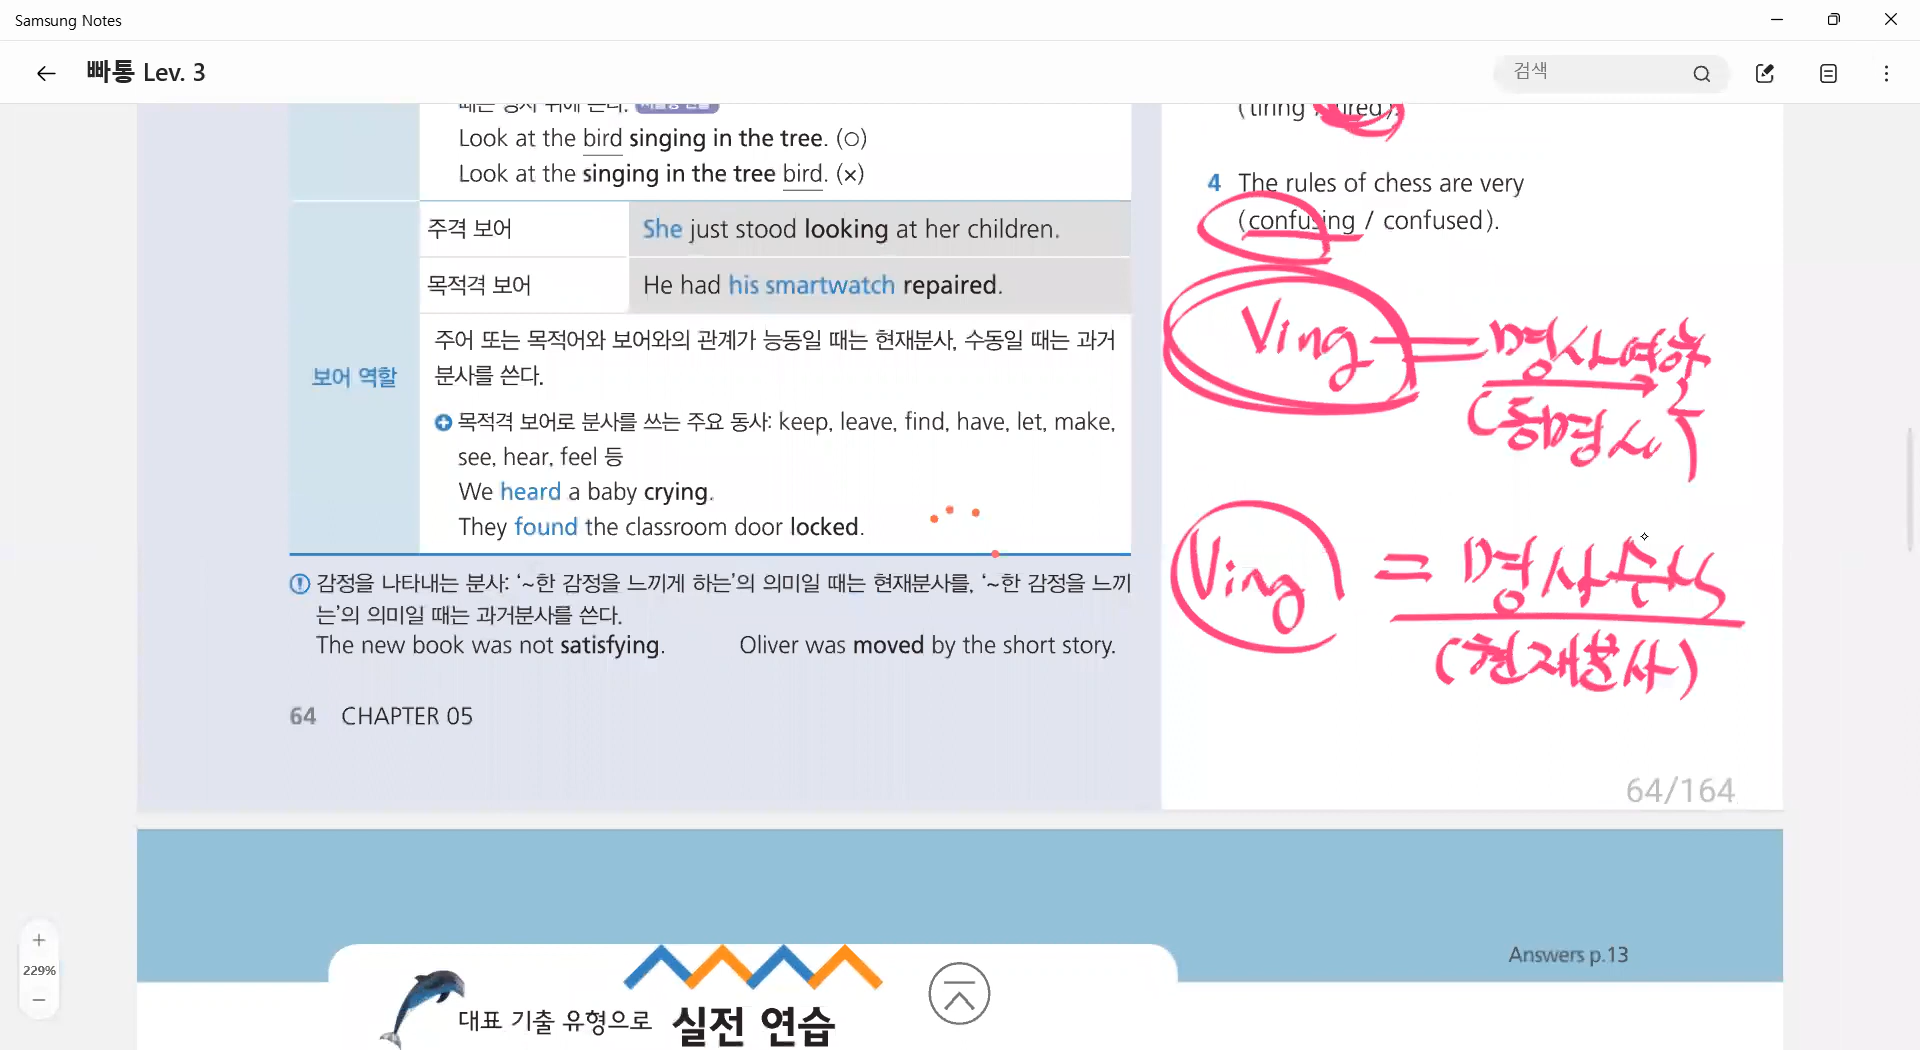 Samsung Notes
빠통 Lev. 3
검색
때는 명사 뒤에 쓴다.
Look at the bird singing in the tree. (○)
Look at the singing in the tree bird. (×)
주격 보어
She just stood looking at her children.
목적격 보어
He had his smartwatch repaired.
보어 역할
주어 또는 목적어와 보어와의 관계가 능동일 때는 현재분사, 수동일 때는 과거
분사를 쓴다.
목적격 보어로 분사를 쓰는 주요 동사: keep, leave, find, have, let, make,
see, hear, feel 등
We heard a baby crying.
They found the classroom door locked.
감정을 나타내는 분사: ‘~한 감정을 느끼게 하는’의 의미일 때는 현재분사를, ‘~한 감정을 느끼
는’의 의미일 때는 과거분사를 쓴다.
The new book was not satisfying. Oliver was moved by the short story.
64 CHAPTER 05
(tiring / tired).
4 The rules of chess are very
(confusing / confused).
Ving = 명사역할
(동명사)
Ving = 명사수식
(현재분사)
64/164
Answers p.13
대표 기출 유형으로 실전 연습
229%